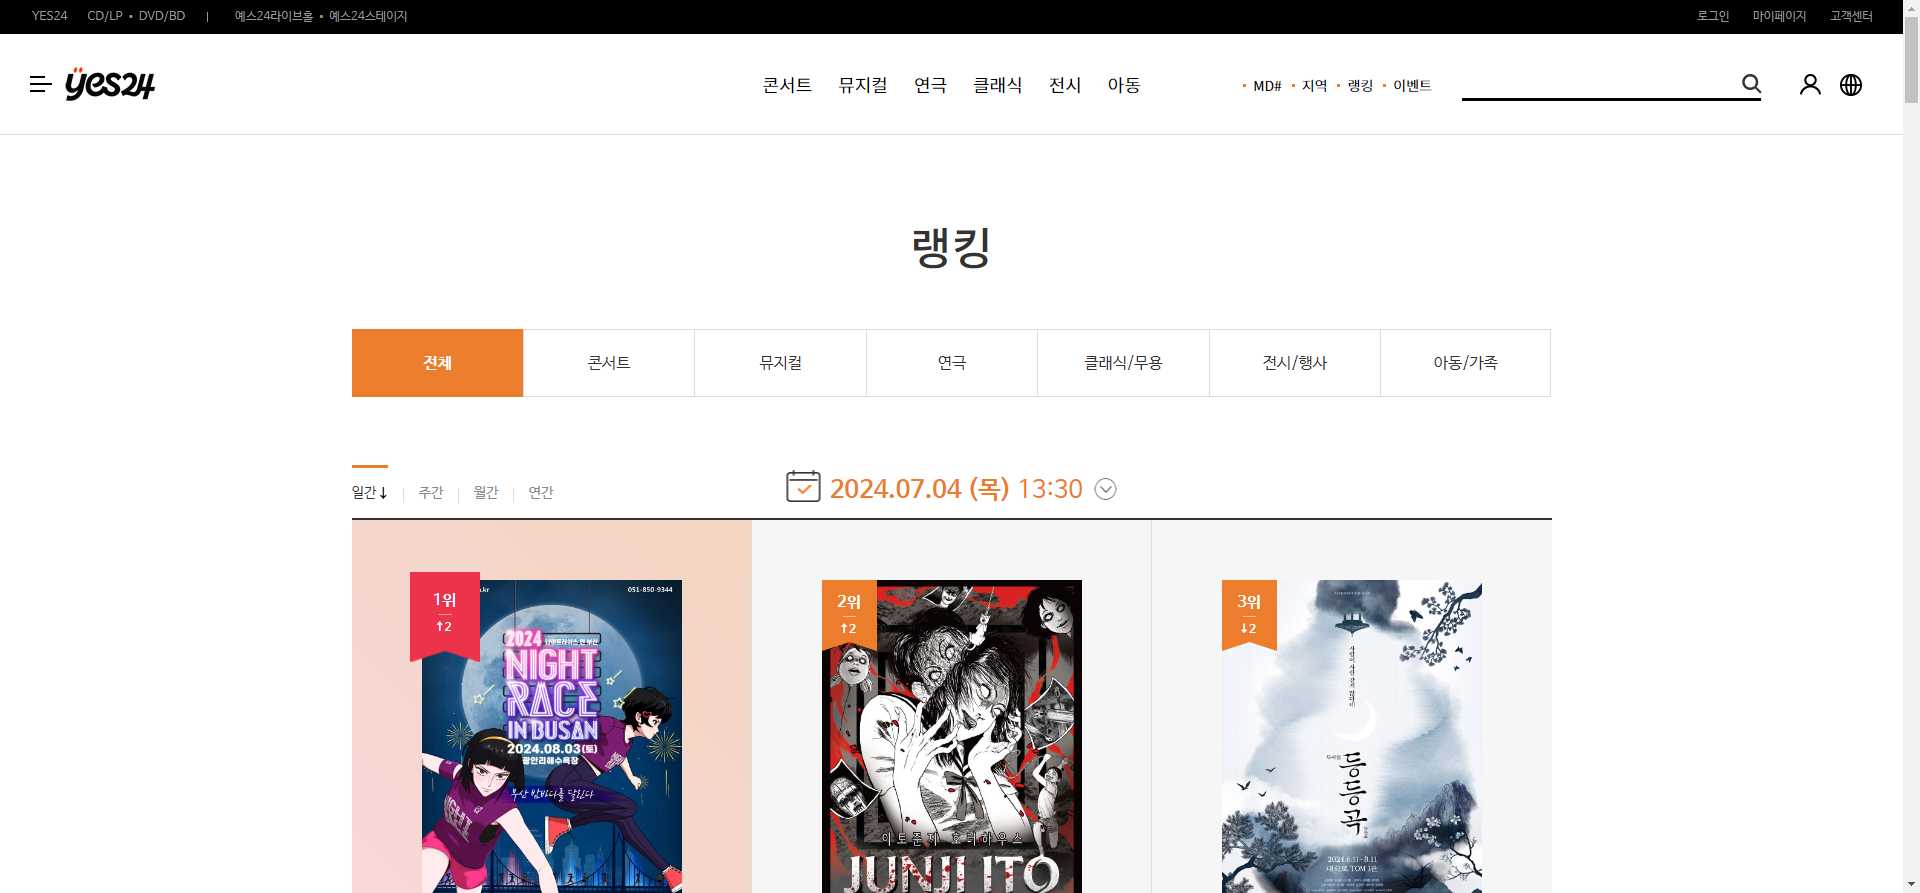 YES24 CD/LP • DVD/BD | 예스24라이브홀 • 예스24스테이지 로그인 마이페이지 고객센터
yes24 콘서트 뮤지컬 연극 클래식 전시 아동 MD# 지역 랭킹 이벤트
랭킹
전체 콘서트 뮤지컬 연극 클래식/무용 전시/행사 아동/가족
일간↓ 주간 월간 연간 2024.07.04 (목) 13:30
1위
↑2
051-850-9344
2024
NIGHT
RACE
IN BUSAN
2024.08.03(토)
광안리해수욕장
부산 밤바다를 달린다
2위
↑2
이토준지 호러하우스
JUNJI ITO
3위
↓2
등등곡
2024.6.11 - 8.11
대학로 TOM 1관